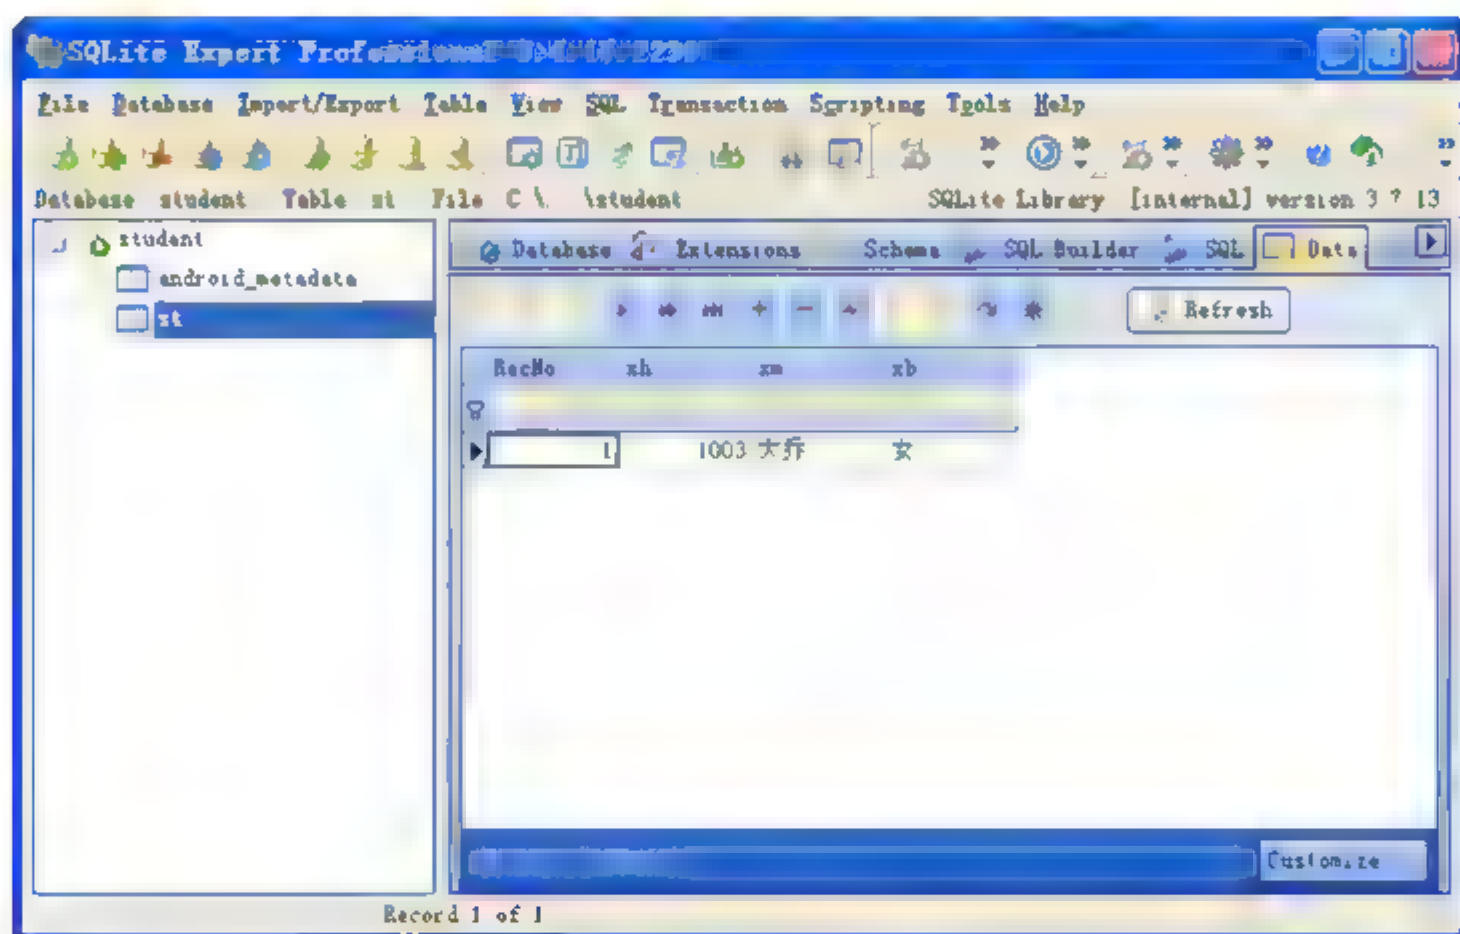 SQLite Expert Professional
File Database Import/Export Table View SQL Transaction Scripting Tools Help
Database student Table st File C \ \student SQLite Library [internal] version 3 7 13
student
Database Extensions Schema SQL Builder SQL Data
android_metadata
st
Refresh
RecNo xh xm xb
1 1003 大乔 女
Customize
Record 1 of 1